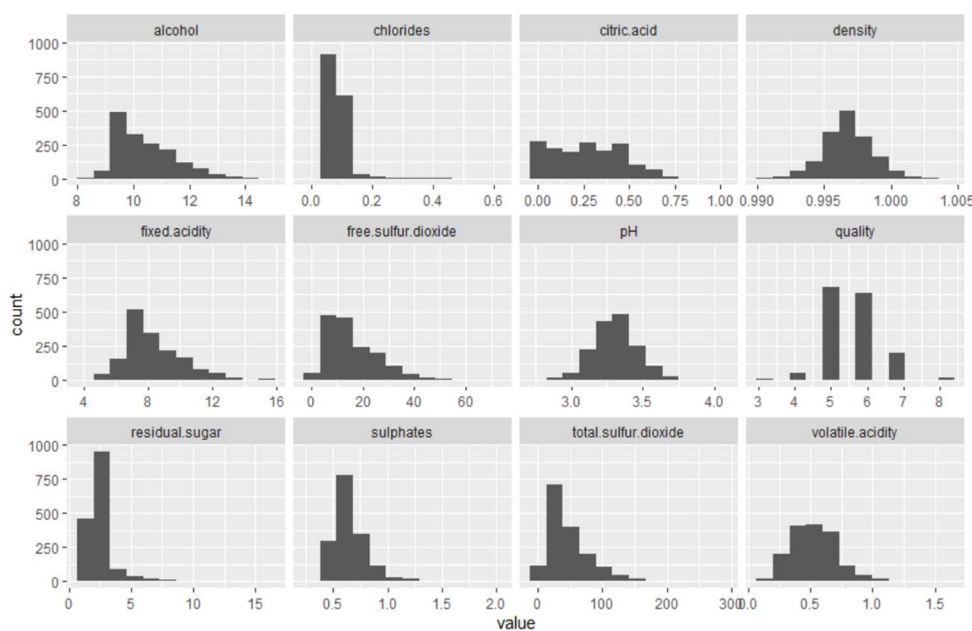 alcohol chlorides citric.acid density
1000
750
500
250
0
8 10 12 14 0.0 0.2 0.4 0.6 0.00 0.25 0.50 0.75 1.00 0.990 0.995 1.000 1.005
fixed.acidity free.sulfur.dioxide pH quality
1000
750
500
250
0
count
4 8 12 16 0 20 40 60 3.0 3.5 4.0 3 4 5 6 7 8
residual.sugar sulphates total.sulfur.dioxide volatile.acidity
1000
750
500
250
0
0 5 10 15 0.5 1.0 1.5 2.0 0 100 200 300 0.0 0.5 1.0 1.5
value